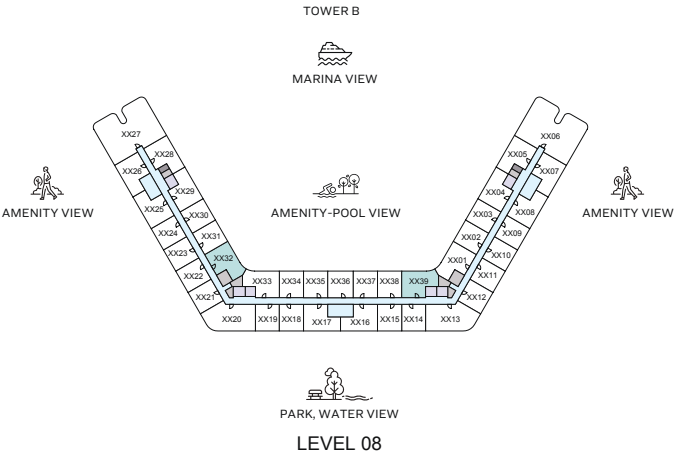 TOWER B
MARINA VIEW
XX27
XX06
XX28
XX05
XX26
XX07
AMENITY VIEW
XX29
AMENITY-POOL VIEW
XX04
AMENITY VIEW
XX25
XX30
XX03
XX08
XX24
XX31
XX02
XX09
XX23
XX32
XX01
XX10
XX22
XX33
XX34
XX35
XX36
XX37
XX38
XX39
XX11
XX21
XX12
XX20
XX19
XX18
XX17
XX16
XX15
XX14
XX13
PARK, WATER VIEW
LEVEL 08